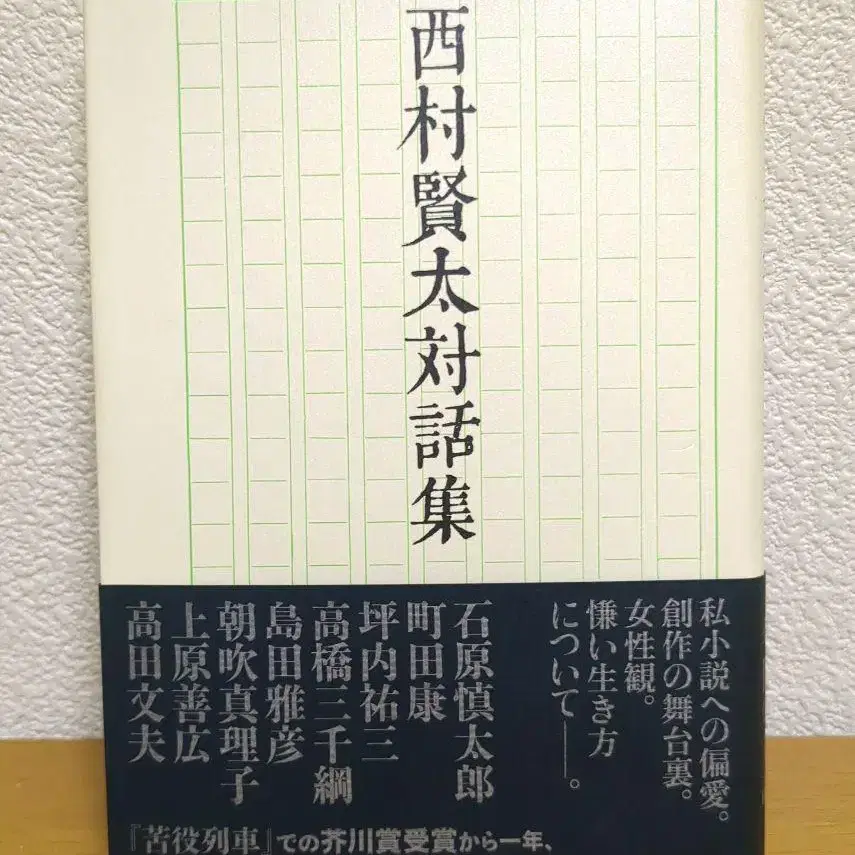 西村賢太対話集
私小説への偏愛。
創作の舞台裏。
女性観。
慊い生き方
について――。
石原慎太郎
町田康
坪内祐三
高橋三千綱
島田雅彦
朝吹真理子
上原善広
高田文夫
『苦役列車』での芥川賞受賞から一年、